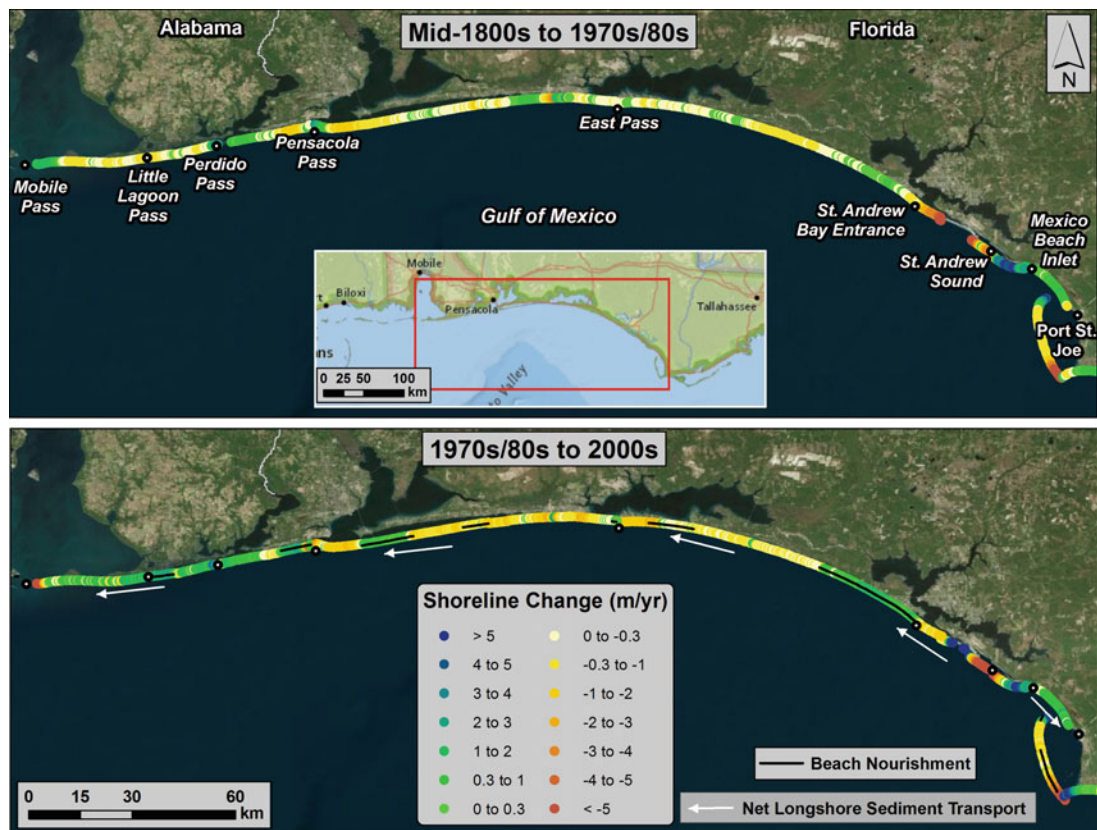 Mid-1800s to 1970s/80s
Alabama
Florida
N
Mobile
Pass
Little
Lagoon
Pass
Perdido
Pass
Pensacola
Pass
East Pass
St. Andrew
Bay Entrance
St. Andrew
Sound
Mexico
Beach
Inlet
Port St.
Joe
Gulf of Mexico
Mobile
Biloxi
Pensacola
Tallahassee
Valley
0 25 50 100
km
1970s/80s to 2000s
Shoreline Change (m/yr)
> 5
4 to 5
3 to 4
2 to 3
1 to 2
0.3 to 1
0 to 0.3
0 to -0.3
-0.3 to -1
-1 to -2
-2 to -3
-3 to -4
-4 to -5
< -5
Beach Nourishment
Net Longshore Sediment Transport
0 15 30 60
km